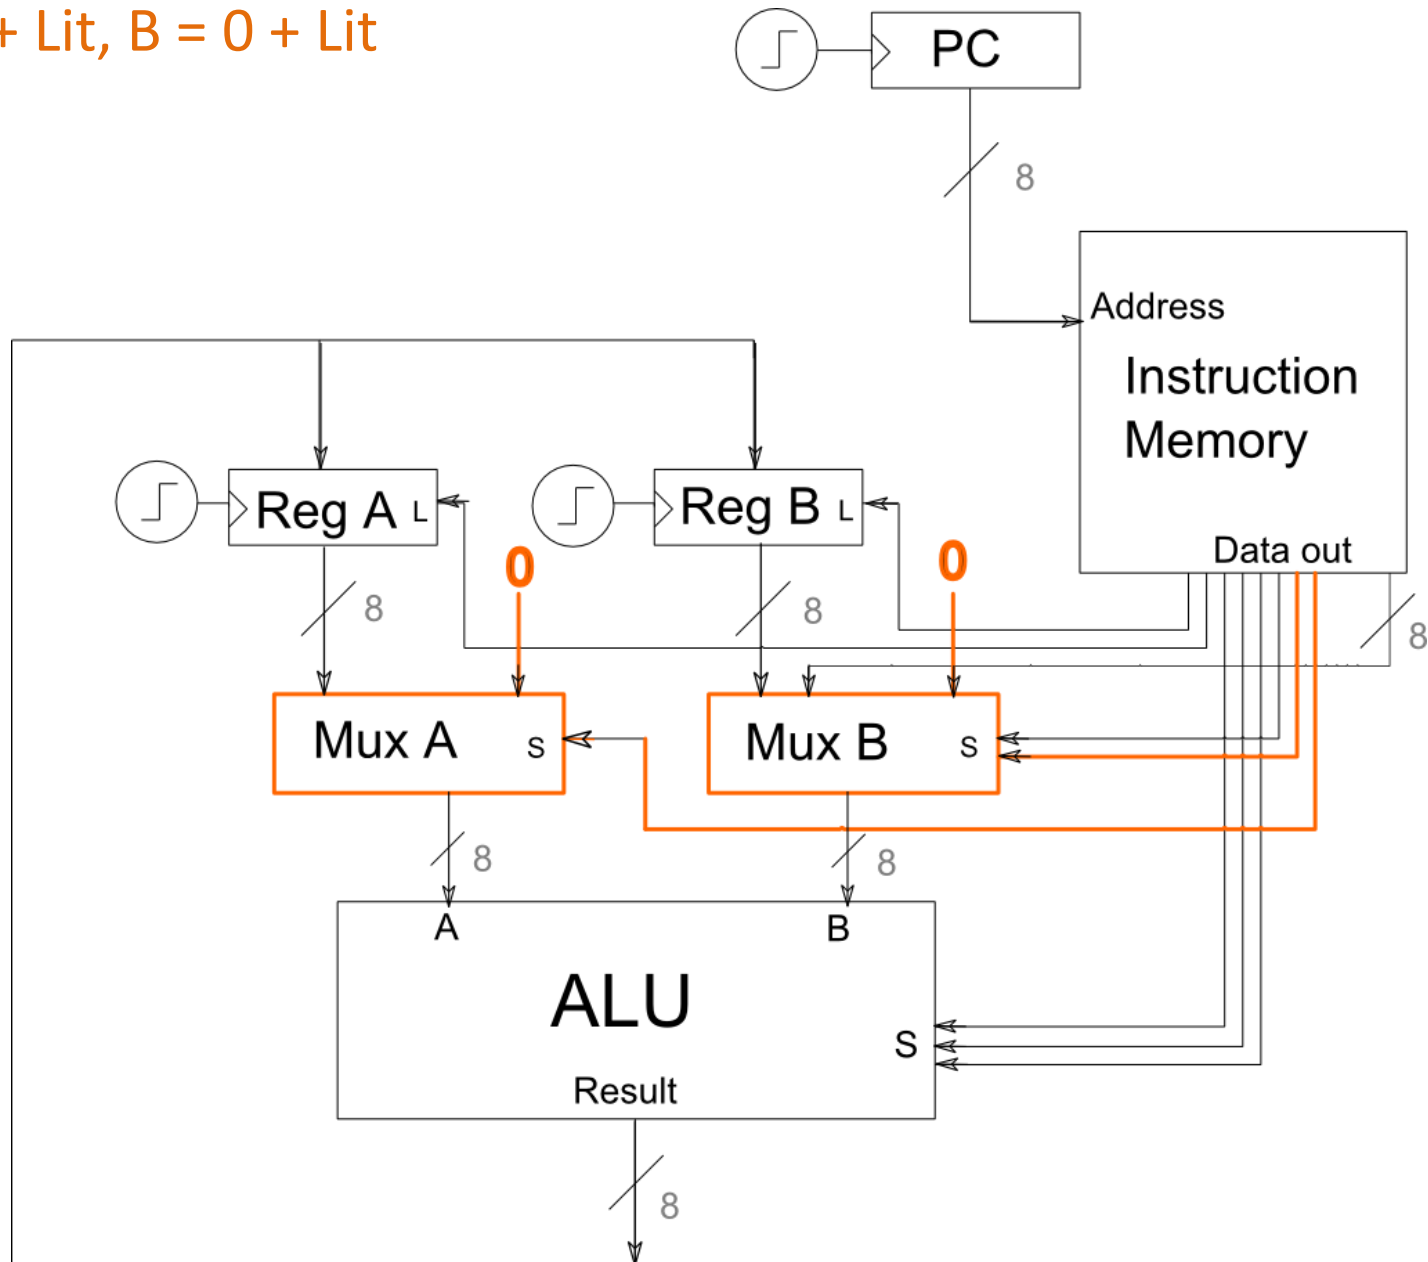 + Lit, B = 0 + Lit
PC
8
Address
Instruction
Memory
Data out
Reg A L
Reg B L
0
0
8
8
8
Mux A S
Mux B S
8
8
A
B
ALU
S
Result
8